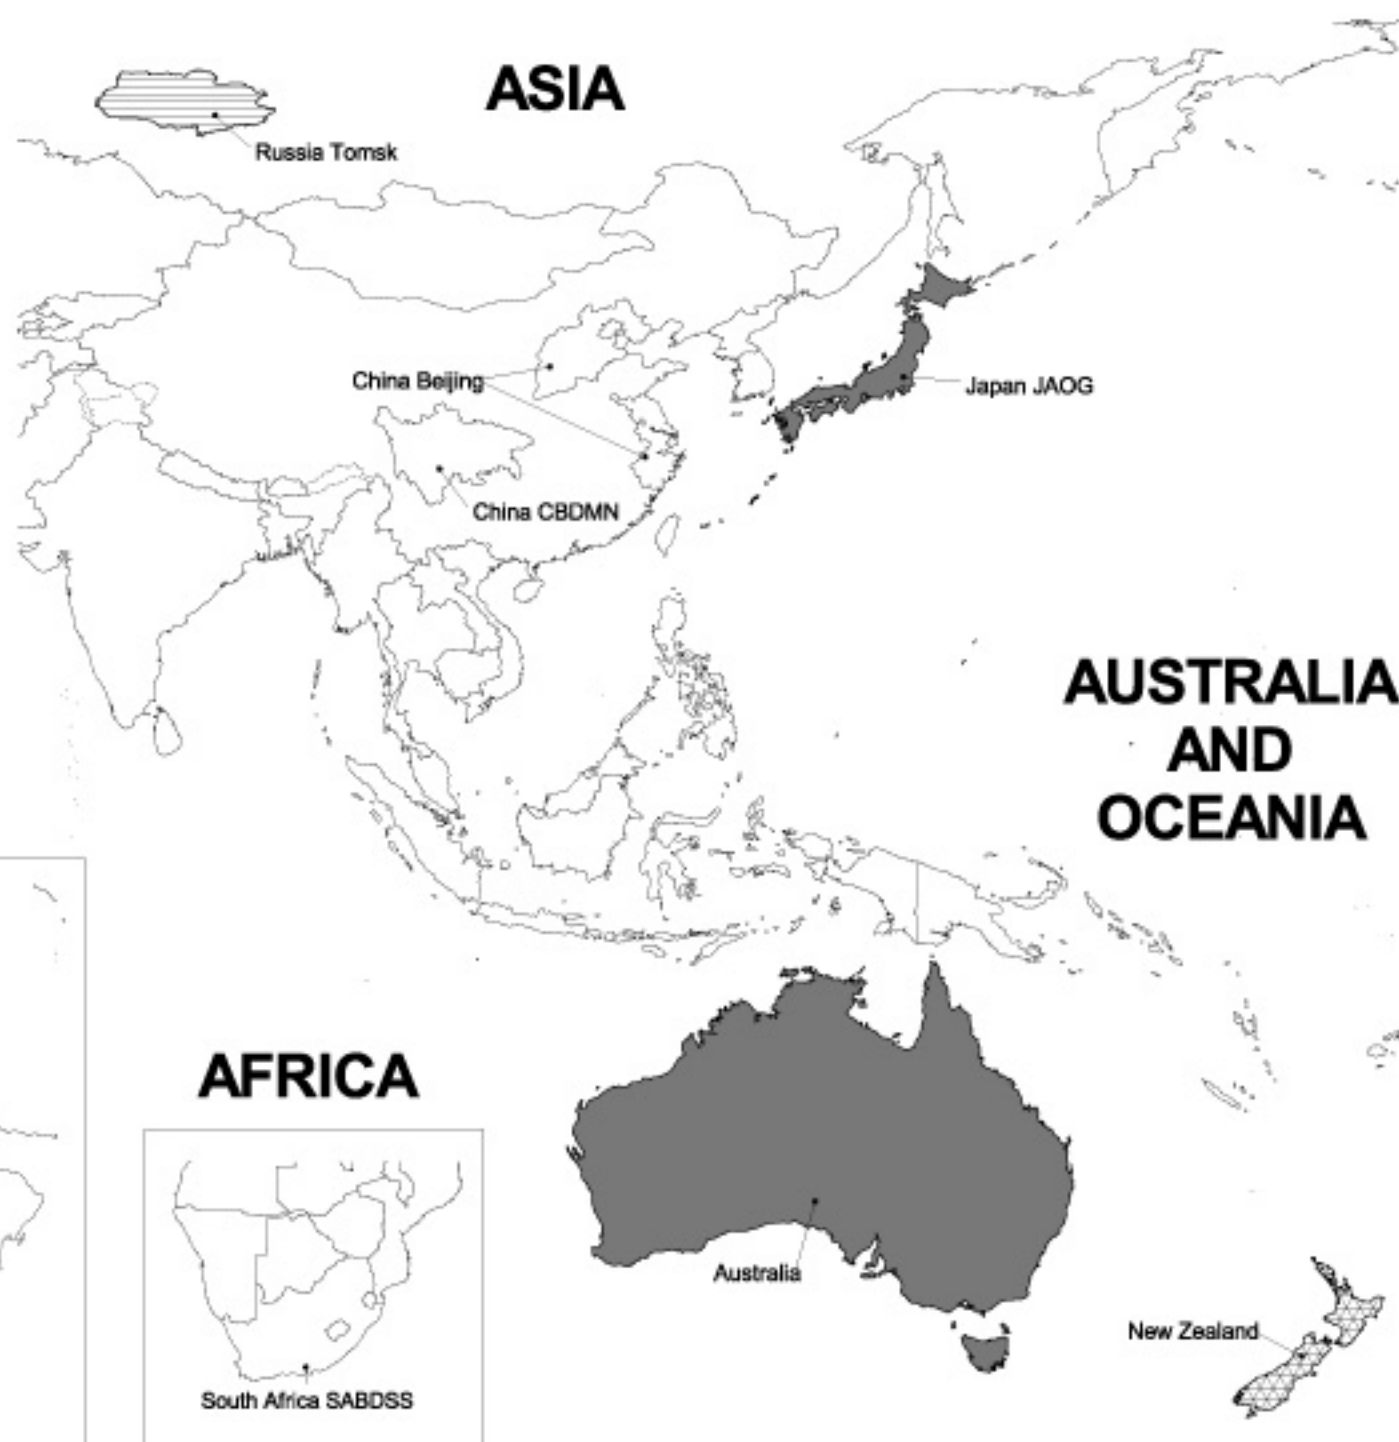 ASIA
Russia Tomsk
China Beijing
Japan JAOG
China CBDMN
AUSTRALIA
AND
OCEANIA
AFRICA
Australia
New Zealand
South Africa SABDSS